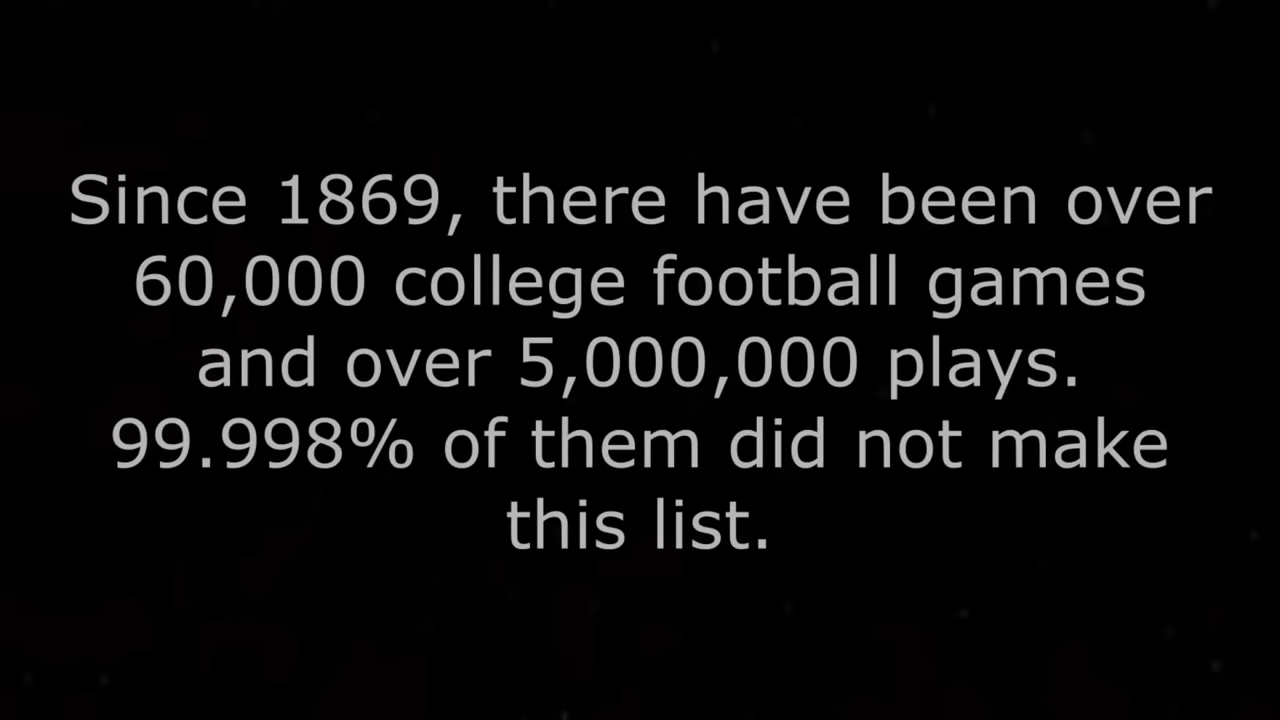 Since 1869, there have been over
60,000 college football games
and over 5,000,000 plays.
99.998% of them did not make
this list.